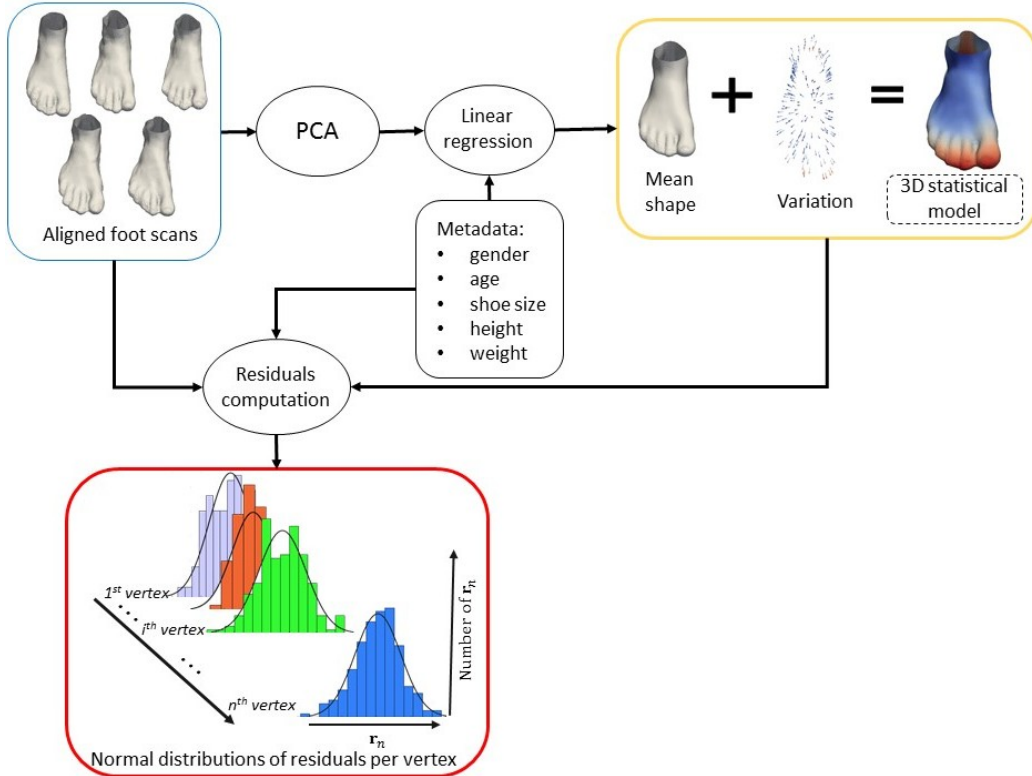 Aligned foot scans
PCA
Linear
regression
Metadata:
• gender
• age
• shoe size
• height
• weight
+
=
Mean
shape
Variation
3D statistical
model
Residuals
computation
1st vertex
...
ith vertex
...
nth vertex
rn
Number of rn
Normal distributions of residuals per vertex